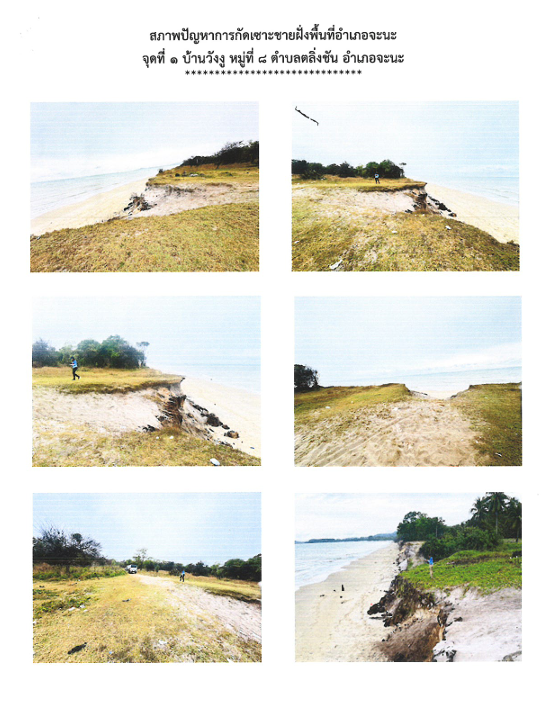 สภาพปัญหาการกัดเซาะชายฝั่งพื้นที่อำเภอจะนะ
จุดที่ ๑ บ้านวังงู หมู่ที่ ๘ ตำบลตลิ่งชัน อำเภอจะนะ
******************************